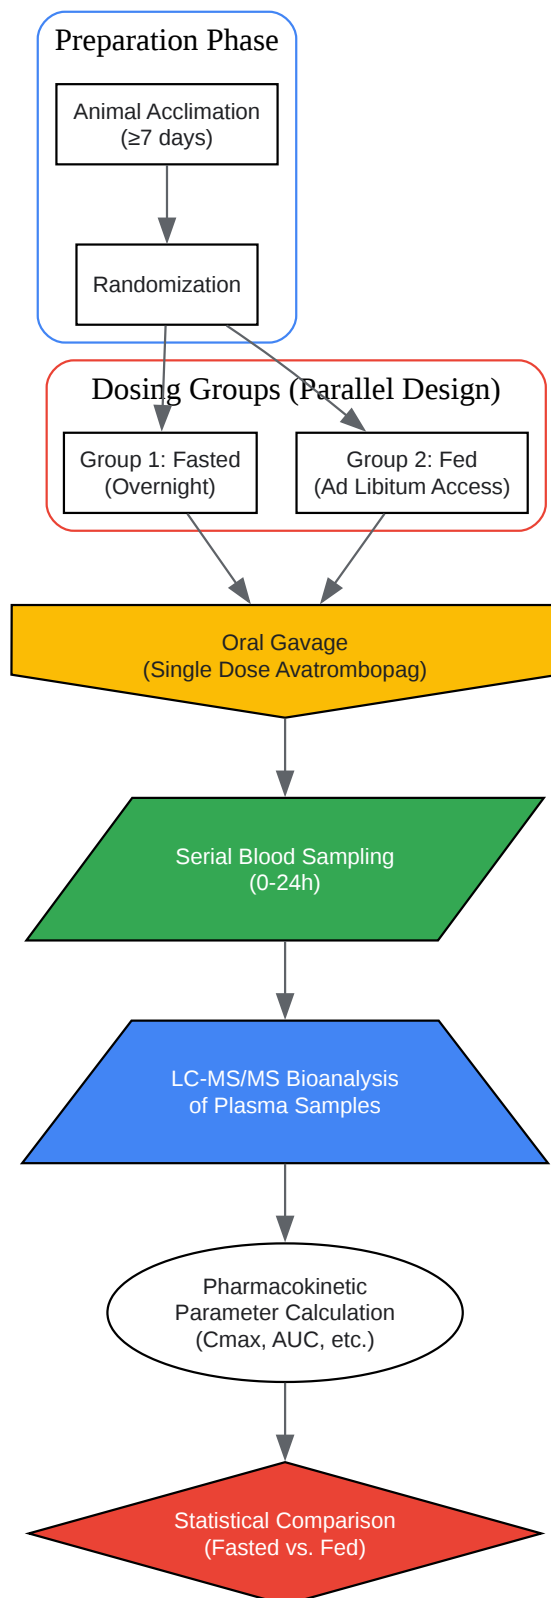 Preparation Phase
Animal Acclimation
(≥7 days)
Randomization
Dosing Groups (Parallel Design)
Group 1: Fasted
(Overnight)
Group 2: Fed
(Ad Libitum Access)
Oral Gavage
(Single Dose Avatrombopag)
Serial Blood Sampling
(0-24h)
LC-MS/MS Bioanalysis
of Plasma Samples
Pharmacokinetic
Parameter Calculation
(Cmax, AUC, etc.)
Statistical Comparison
(Fasted vs. Fed)